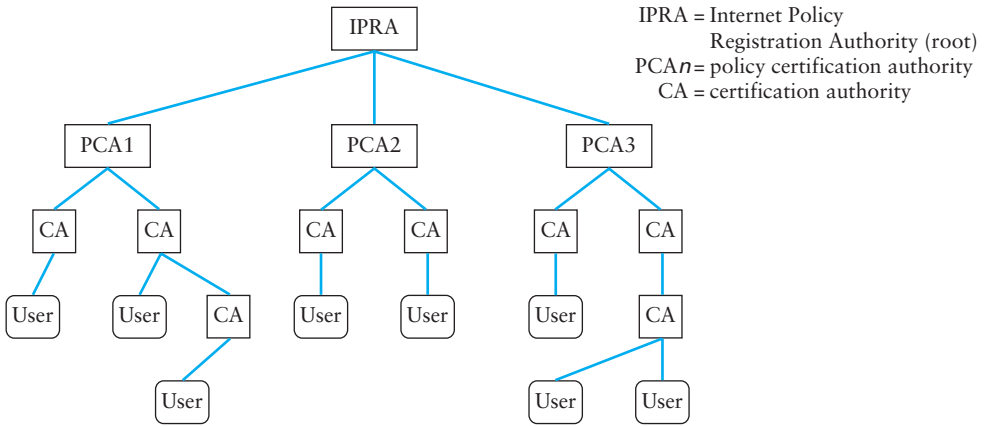 IPRA
IPRA = Internet Policy
Registration Authority (root)
PCAn = policy certification authority
CA = certification authority
PCA1
PCA2
PCA3
CA
CA
CA
CA
CA
CA
User
User
CA
User
User
User
CA
User
User
User